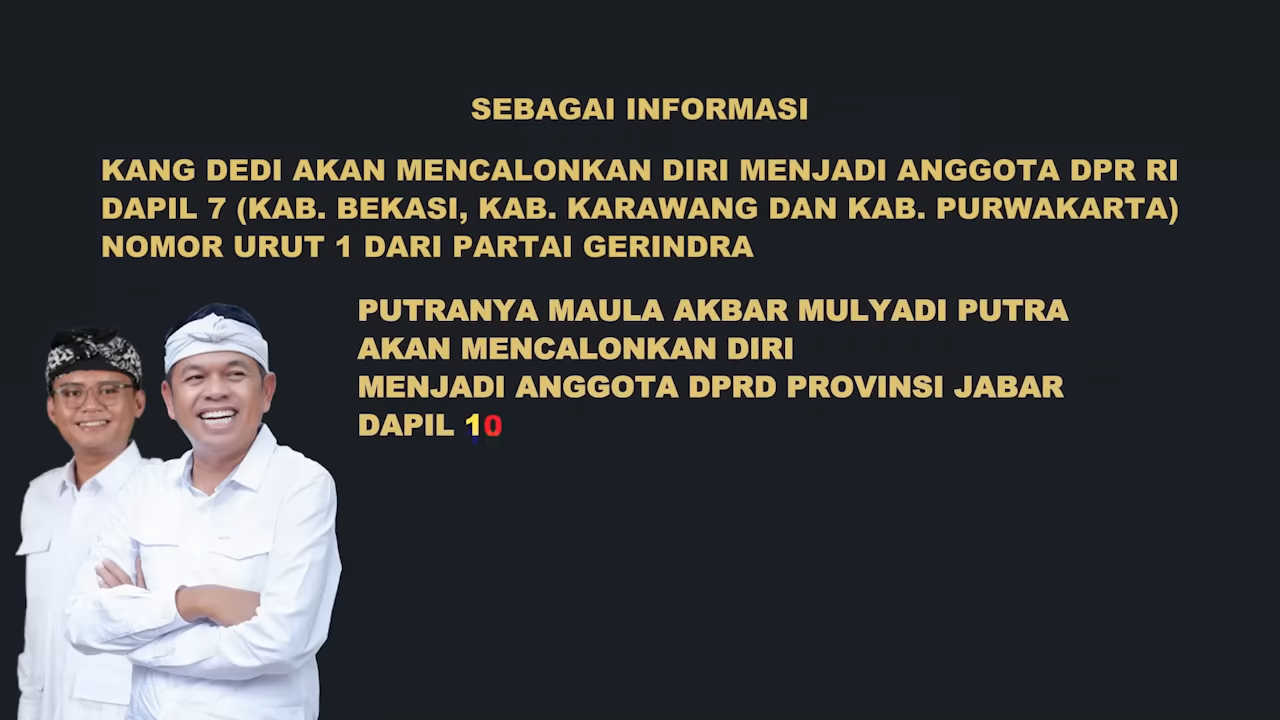 SEBAGAI INFORMASI
KANG DEDI AKAN MENCALONKAN DIRI MENJADI ANGGOTA DPR RI
DAPIL 7 (KAB. BEKASI, KAB. KARAWANG DAN KAB. PURWAKARTA)
NOMOR URUT 1 DARI PARTAI GERINDRA
PUTRANYA MAULA AKBAR MULYADI PUTRA
AKAN MENCALONKAN DIRI
MENJADI ANGGOTA DPRD PROVINSI JABAR
DAPIL 10